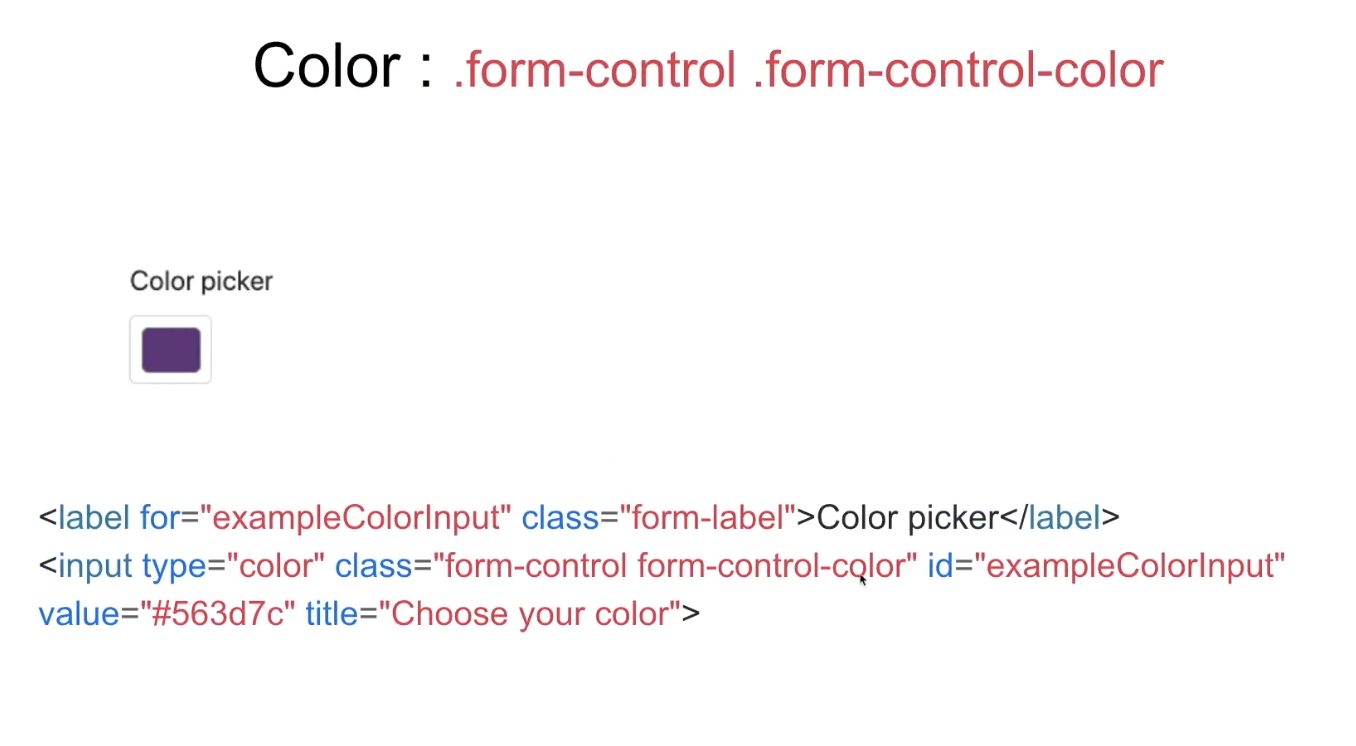 Color : .form-control .form-control-color
Color picker
<label for="exampleColorInput" class="form-label">Color picker</label>
<input type="color" class="form-control form-control-color" id="exampleColorInput"
value="#563d7c" title="Choose your color">